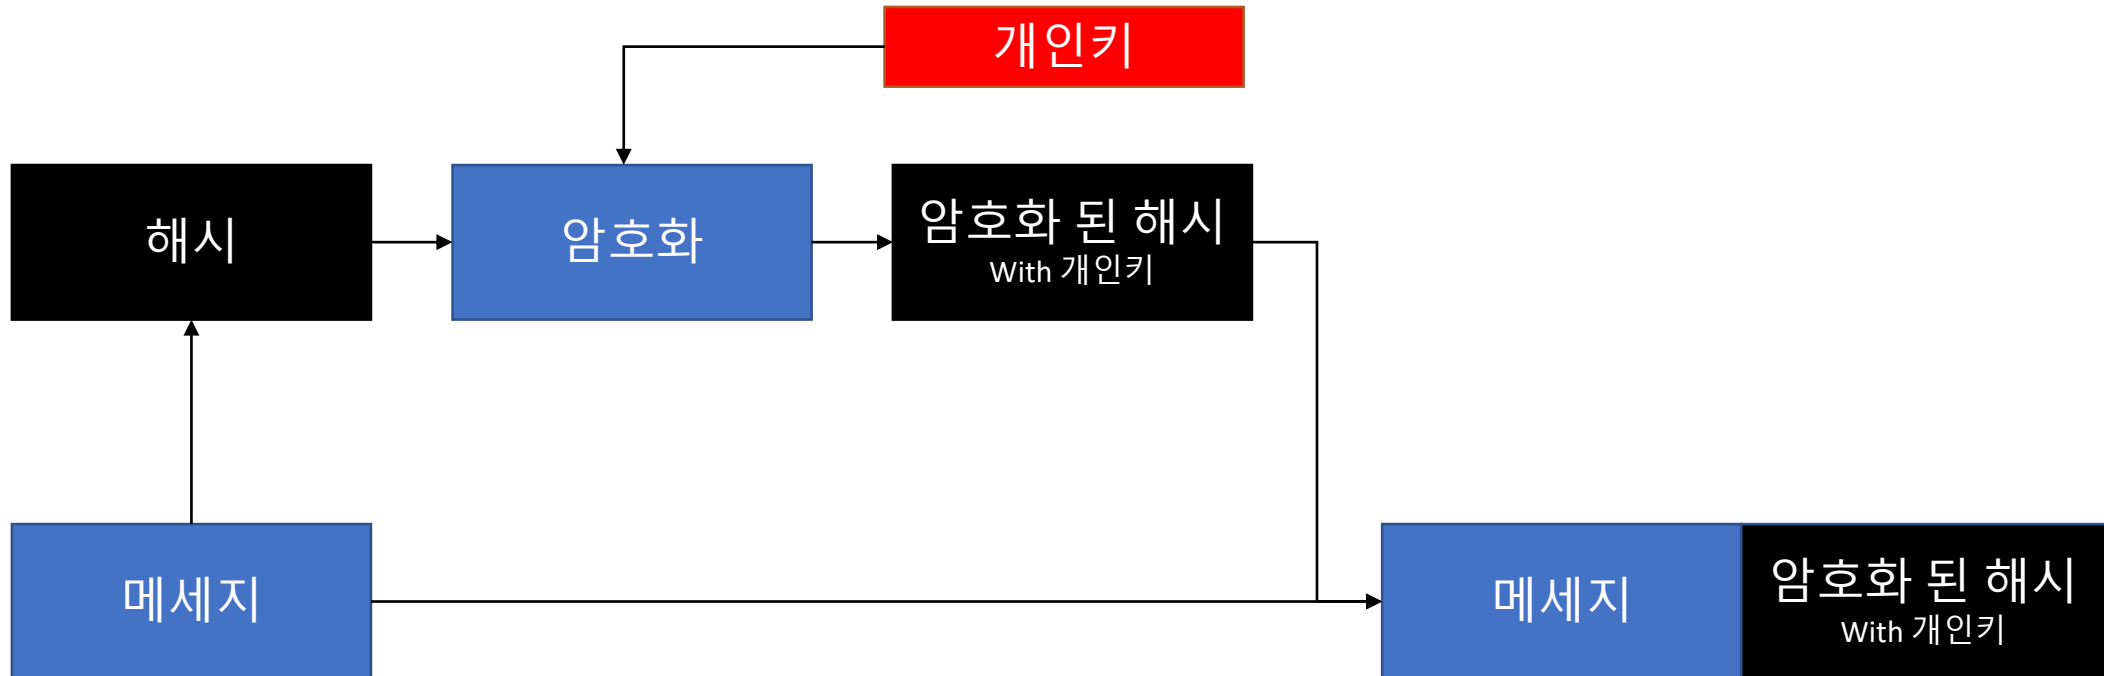 개인키
해시
암호화
암호화 된 해시
With 개인키
메세지
메세지
암호화 된 해시
With 개인키